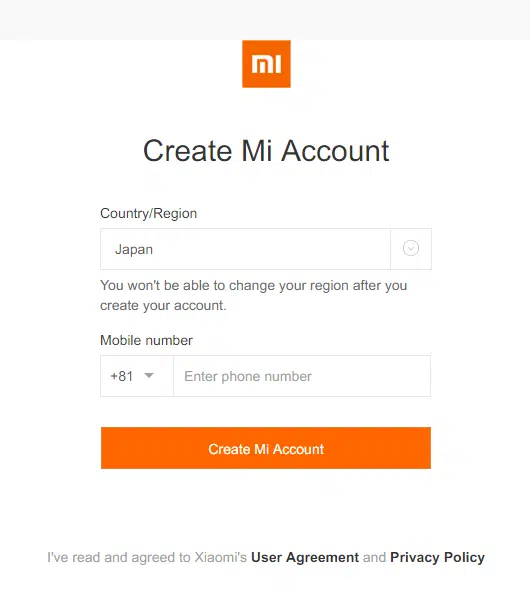 mi
Create Mi Account
Country/Region
Japan
You won't be able to change your region after you
create your account.
Mobile number
+81 Enter phone number
Create Mi Account
I've read and agreed to Xiaomi's User Agreement and Privacy Policy